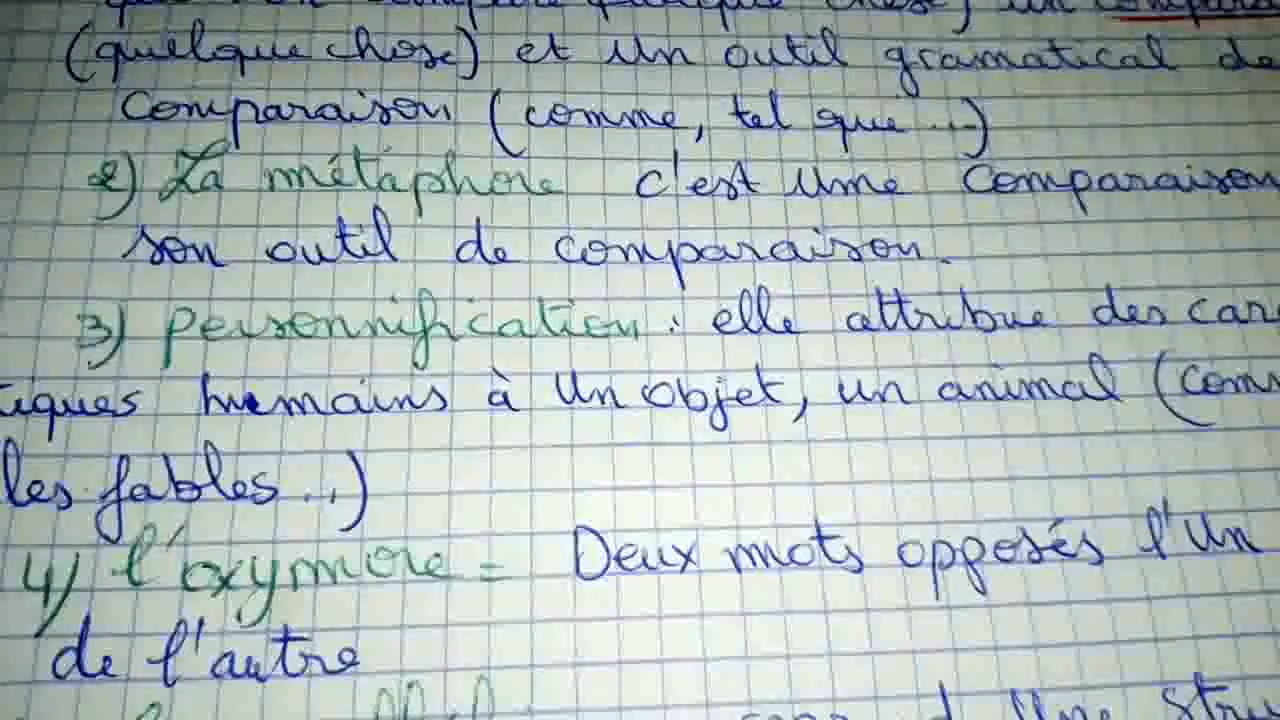 (quelque chose) et un outil gramatical de
comparaison (comme, tel que ...)
2) La métaphore c'est une comparaison
son outil de comparaison.
3) personnification : elle attribue des car
tiques humains à un objet, un animal (com
les fables...)
4) l'oxymore = Deux mots opposés l'un
de l'autre